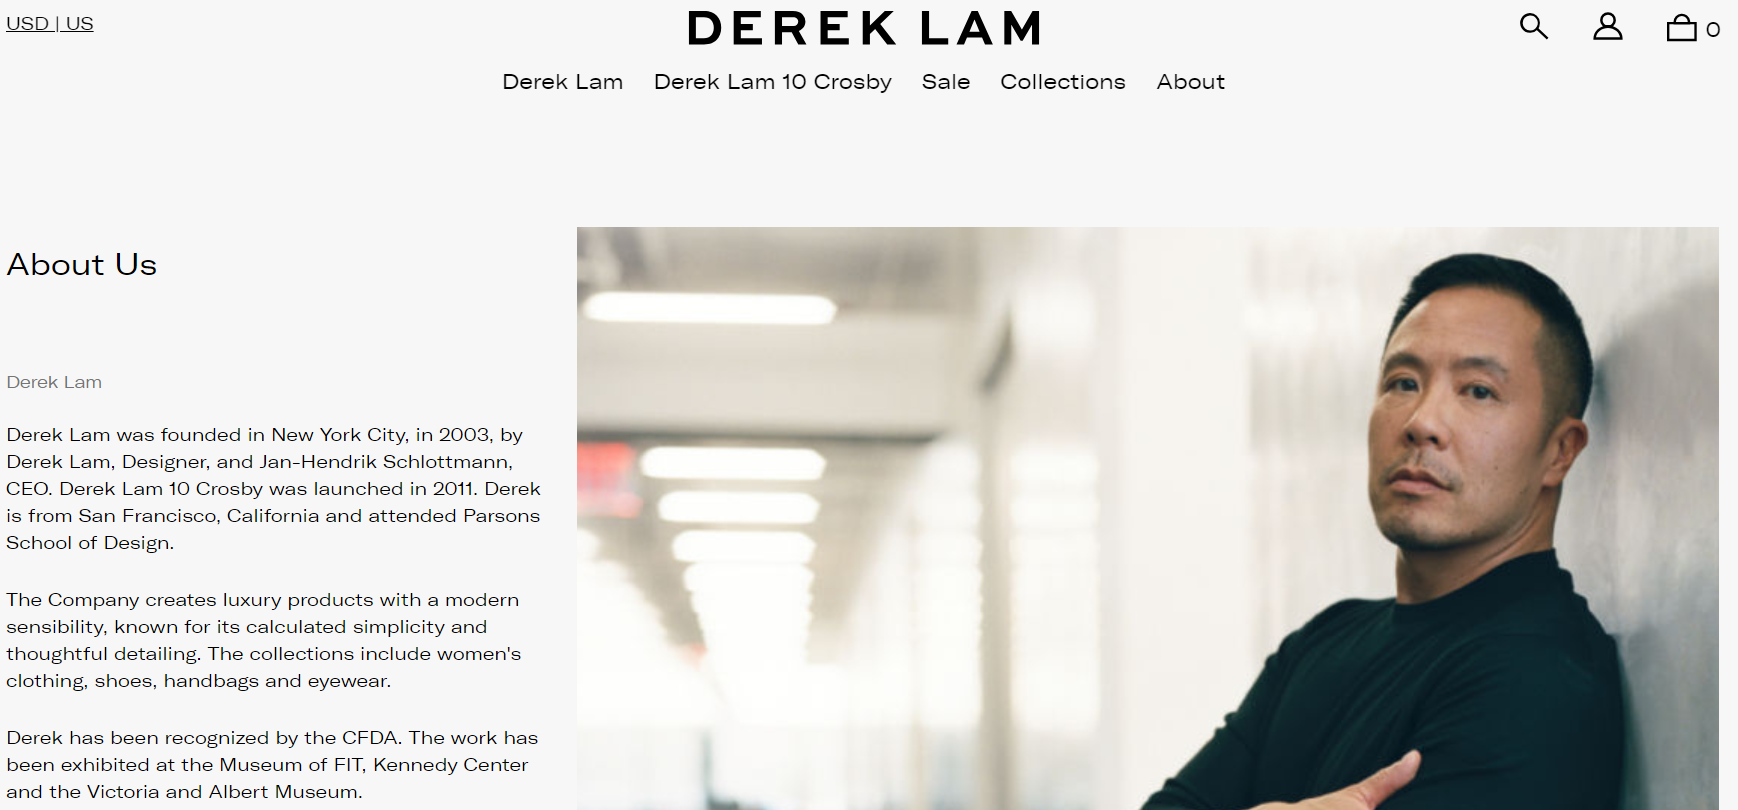 USD | US
DEREK LAM
0
Derek Lam
Derek Lam 10 Crosby
Sale
Collections
About
About Us
Derek Lam
Derek Lam was founded in New York City, in 2003, by
Derek Lam, Designer, and Jan-Hendrik Schlottmann,
CEO. Derek Lam 10 Crosby was launched in 2011. Derek
is from San Francisco, California and attended Parsons
School of Design.
The Company creates luxury products with a modern
sensibility, known for its calculated simplicity and
thoughtful detailing. The collections include women's
clothing, shoes, handbags and eyewear.
Derek has been recognized by the CFDA. The work has
been exhibited at the Museum of FIT, Kennedy Center
and the Victoria and Albert Museum.